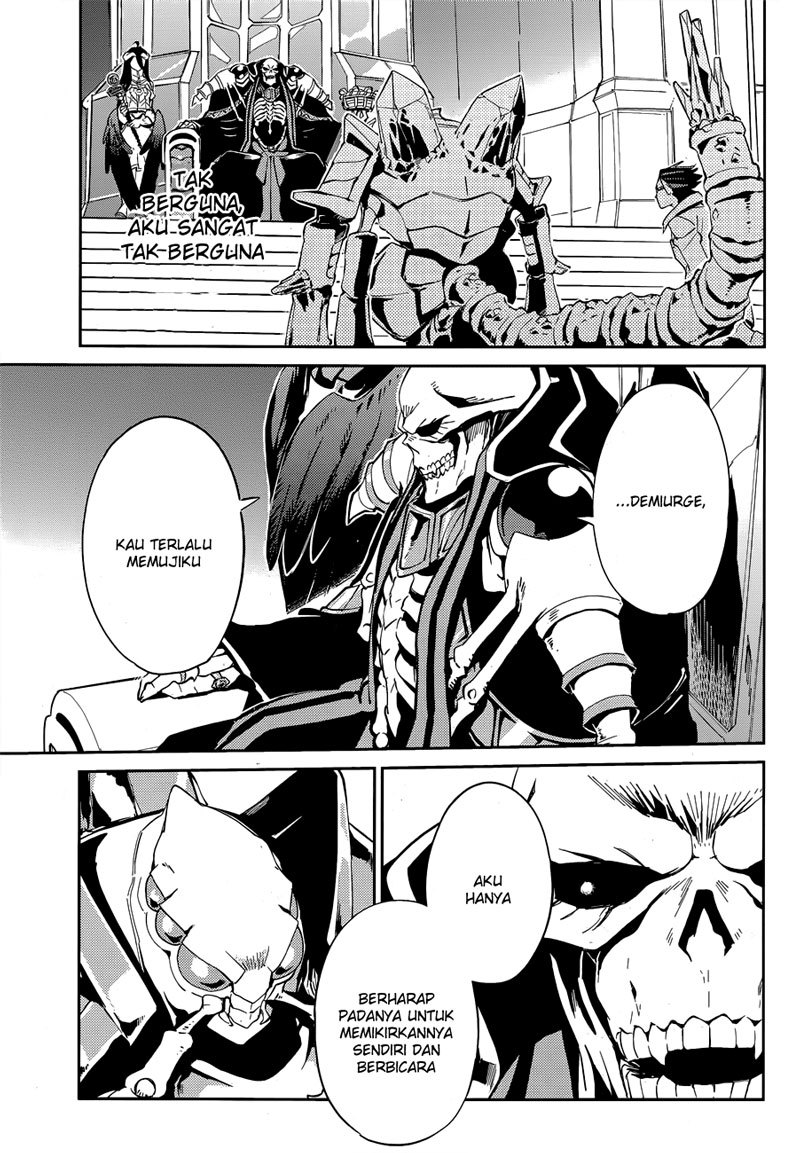 TAK
BERGUNA,
AKU SANGAT
TAK-BERGUNA
...DEMIURGE,
KAU TERLALU
MEMUJIKU
AKU
HANYA
BERHARAP
PADANYA UNTUK
MEMIKIRKANNYA
SENDIRI DAN
BERBICARA